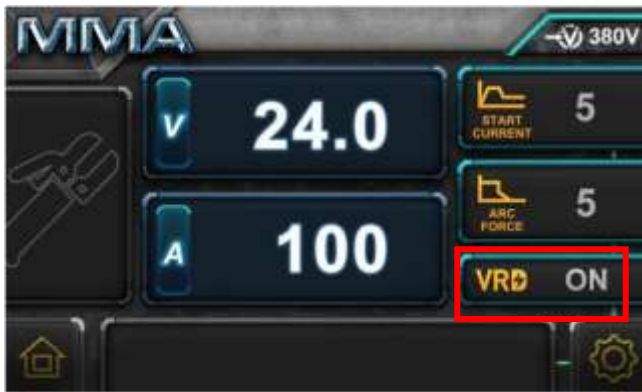 MMA
380V
V 24.0
START CURRENT 5
A 100
ARC FORCE 5
VRD ON